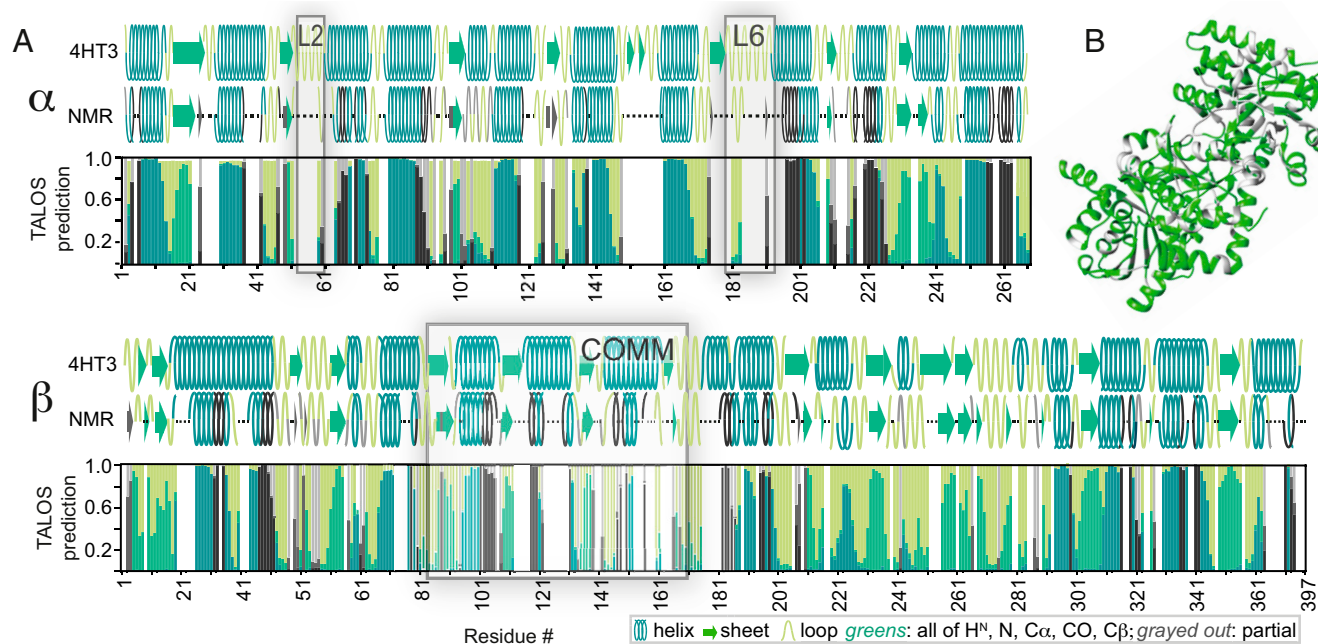 A
B
4HT3
L2
L6
α
NMR
TALOS
prediction
1.0
0.6
0.2
1 21 41 61 81 101 121 141 161 181 201 221 241 261
4HT3
COMM
β
NMR
TALOS
prediction
1.0
0.6
0.2
1 21 41 61 81 101 121 141 161 181 201 221 241 261 281 301 321 341 361 397
Residue #
helix sheet loop greens: all of Hᴺ, N, Cα, CO, Cβ; grayed out: partial